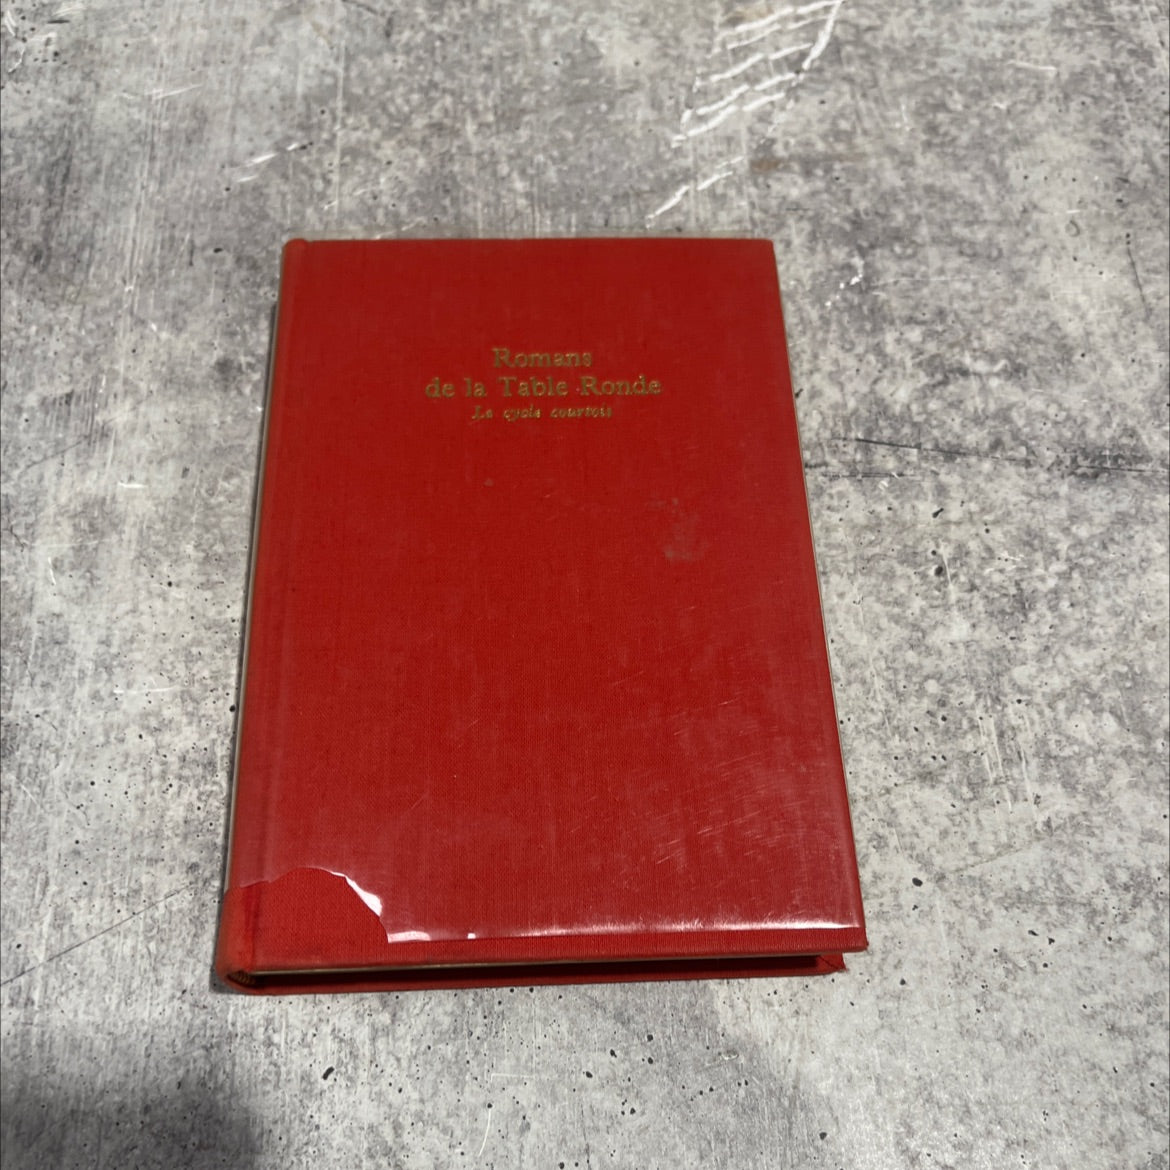 Romans
de la Table Ronde
Le cycle courtois